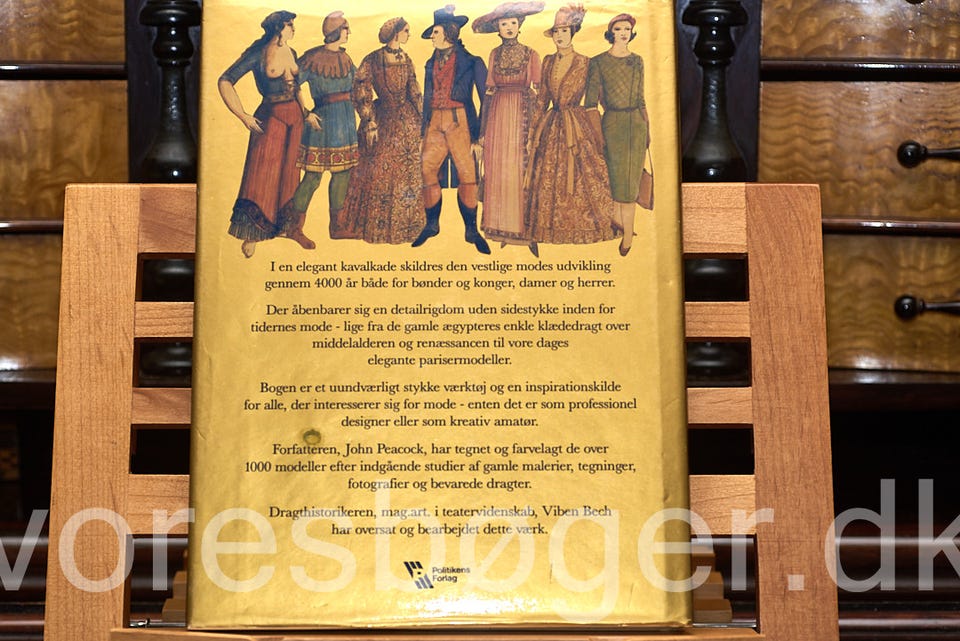 I en elegant kavalkade skildres den vestlige modes udvikling
gennem 4000 år både for bønder og konger, damer og herrer.
Der åbenbarer sig en detailrigdom uden sidestykke inden for
tidernes mode - lige fra de gamle ægypteres enkle klædedragt over
middelalderen og renæssancen til vore dages
elegante parisermodeller.
Bogen er et uundværligt stykke værktøj og en inspirationskilde
for alle, der interesserer sig for mode - enten det er som professionel
designer eller som kreativ amatør.
Forfatteren, John Peacock, har tegnet og farvelagt de over
1000 modeller efter indgående studier af gamle malerier, tegninger,
fotografier og bevarede dragter.
Dragthistorikeren, mag.art. i teatervidenskab, Viben Bech
har oversat og bearbejdet dette værk.
voresbøger.dk
Politikens
Forlag